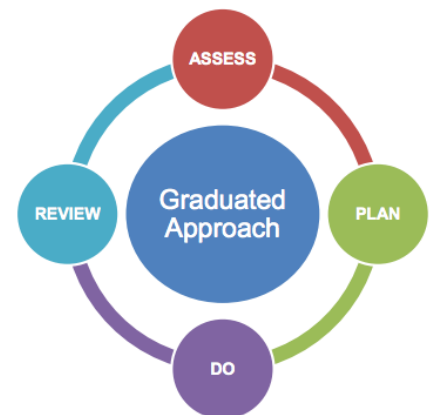 ASSESS
Graduated
Approach
REVIEW
PLAN
DO